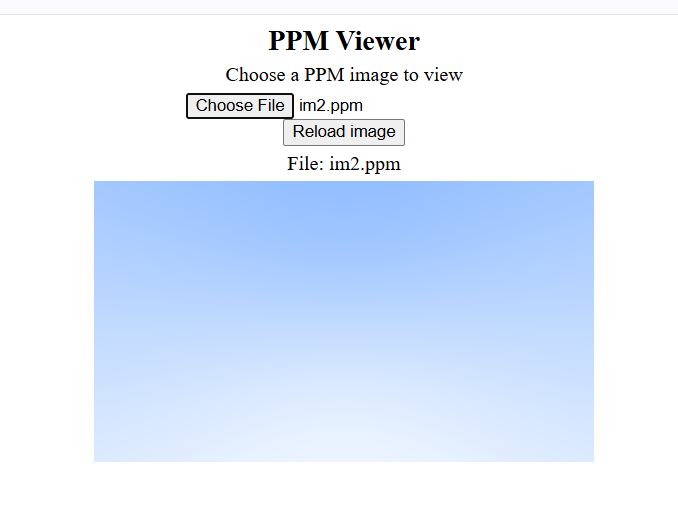 PPM Viewer
Choose a PPM image to view
Choose File im2.ppm
Reload image
File: im2.ppm